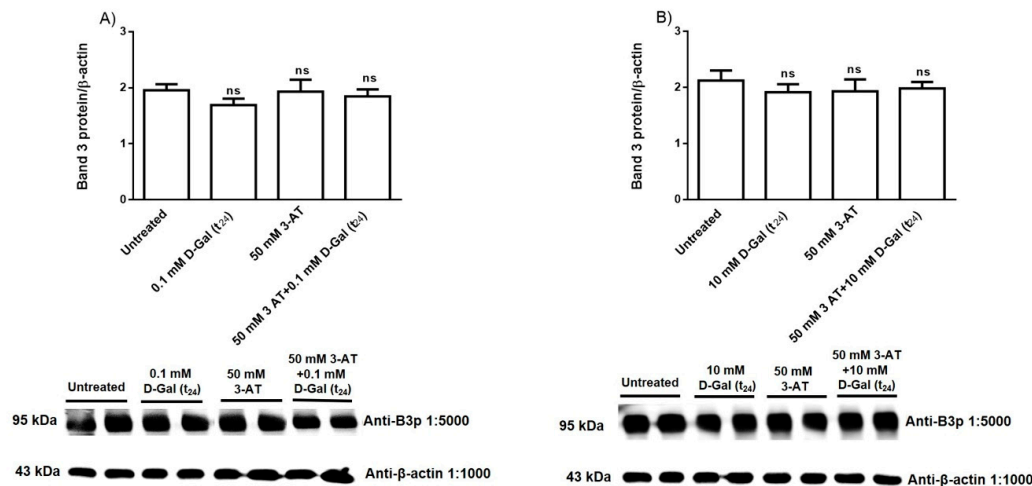 A)
Band 3 protein/β-actin
3
2
1
0
ns
ns
ns
Untreated
0.1 mM D-Gal (t24)
50 mM 3-AT
50 mM 3 AT+0.1 mM D-Gal (t24)
Untreated
0.1 mM
D-Gal (t24)
50 mM
3-AT
50 mM 3-AT
+0.1 mM
D-Gal (t24)
95 kDa
Anti-B3p 1:5000
43 kDa
Anti-β-actin 1:1000
B)
Band 3 protein/β-actin
3
2
1
0
ns
ns
ns
Untreated
10 mM D-Gal (t24)
50 mM 3-AT
50 mM 3 AT+10 mM D-Gal (t24)
Untreated
10 mM
D-Gal (t24)
50 mM
3-AT
50 mM 3-AT
+10 mM
D-Gal (t24)
95 kDa
Anti-B3p 1:5000
43 kDa
Anti-β-actin 1:1000